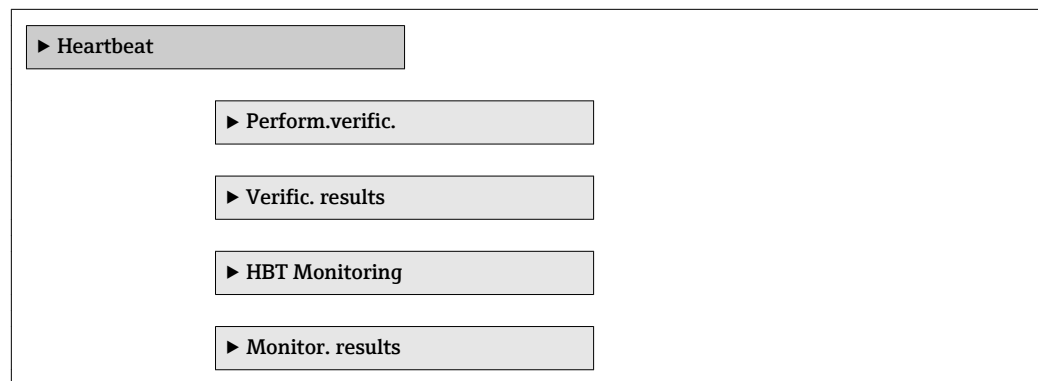 ▶ Heartbeat
▶ Perform.verific.
▶ Verific. results
▶ HBT Monitoring
▶ Monitor. results